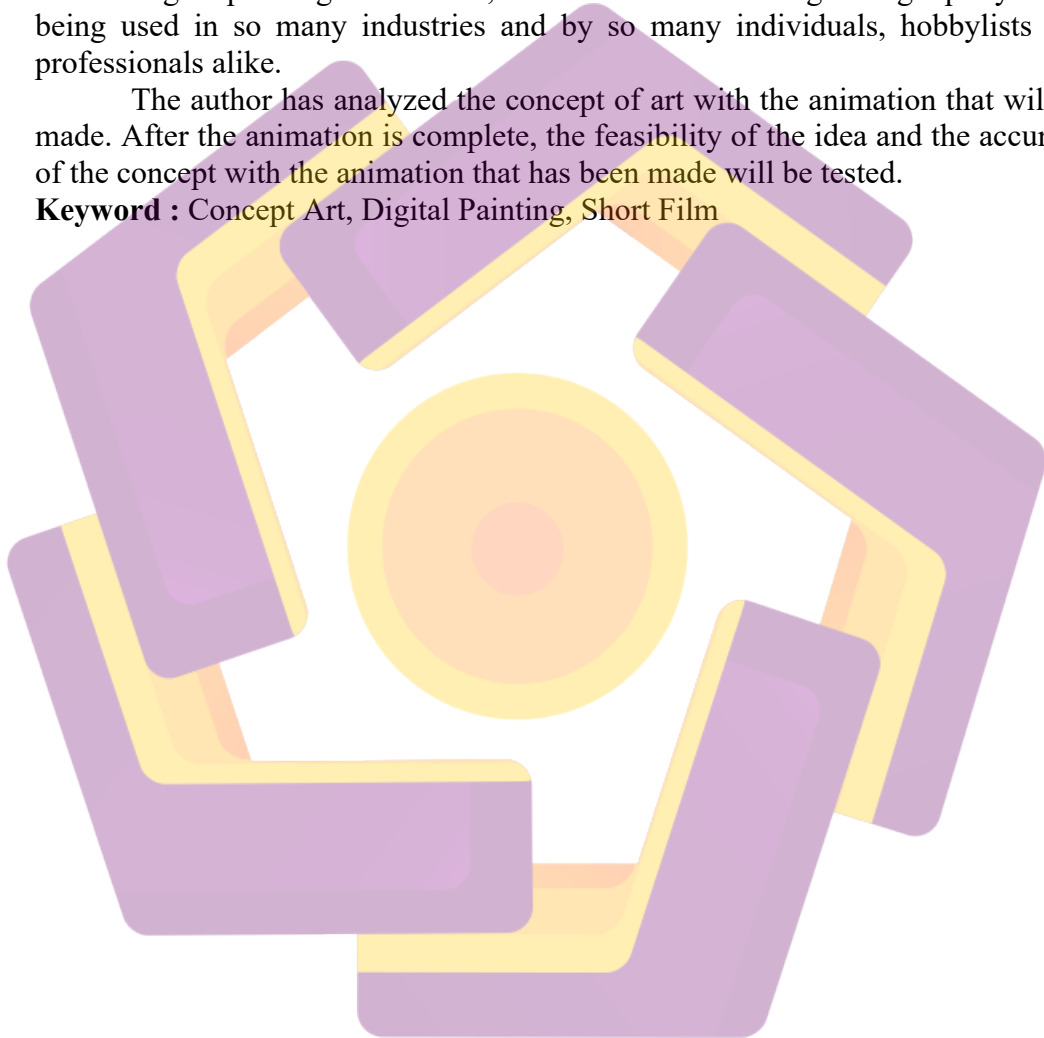 being used in so many industries and by so many individuals, hobbylists
professionals alike.
The author has analyzed the concept of art with the animation that wil
made. After the animation is complete, the feasibility of the idea and the accur
of the concept with the animation that has been made will be tested.
Keyword : Concept Art, Digital Painting, Short Film